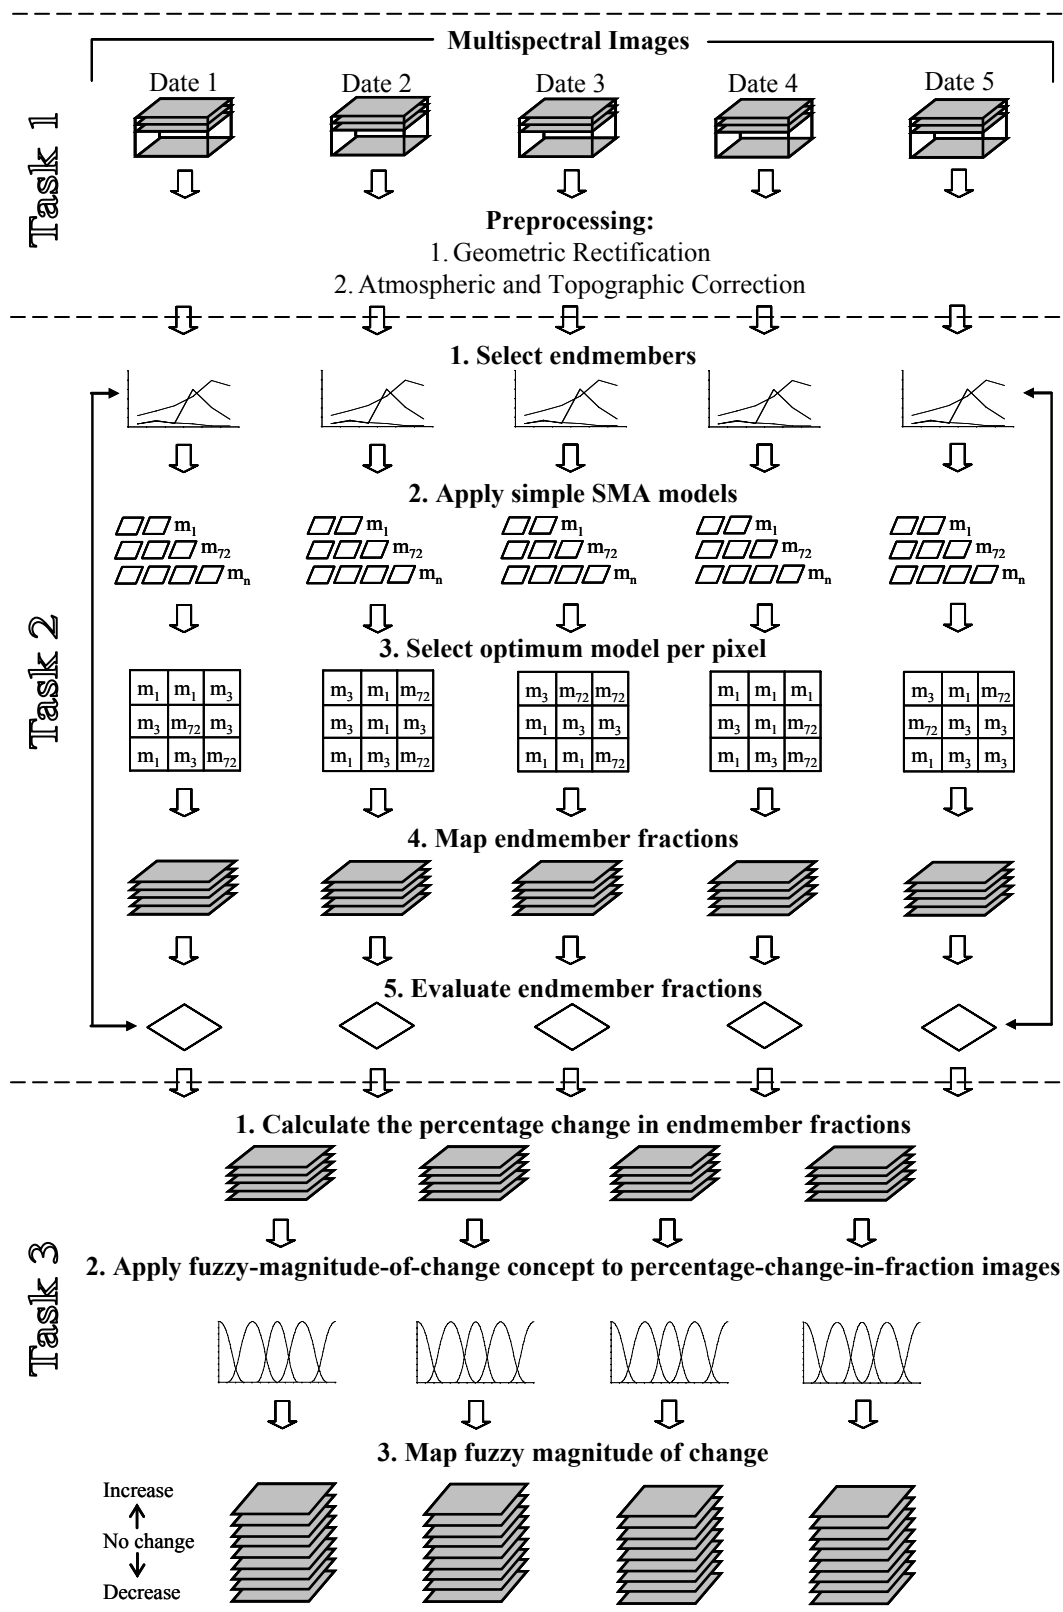 Multispectral Images
Date 1 Date 2 Date 3 Date 4 Date 5
Task 1
Preprocessing:
1. Geometric Rectification
2. Atmospheric and Topographic Correction
Task 2
1. Select endmembers
2. Apply simple SMA models
m1 m1 m1 m1 m1
m72 m72 m72 m72 m72
mn mn mn mn mn
3. Select optimum model per pixel
m1 m1 m3 m3 m1 m72 m3 m72 m72 m1 m1 m1 m3 m1 m72
m3 m72 m3 m3 m1 m3 m1 m3 m3 m3 m1 m72 m72 m3 m3
m1 m3 m72 m1 m3 m72 m1 m1 m72 m1 m3 m72 m1 m3 m3
4. Map endmember fractions
5. Evaluate endmember fractions
Task 3
1. Calculate the percentage change in endmember fractions
2. Apply fuzzy-magnitude-of-change concept to percentage-change-in-fraction images
3. Map fuzzy magnitude of change
Increase
No change
Decrease